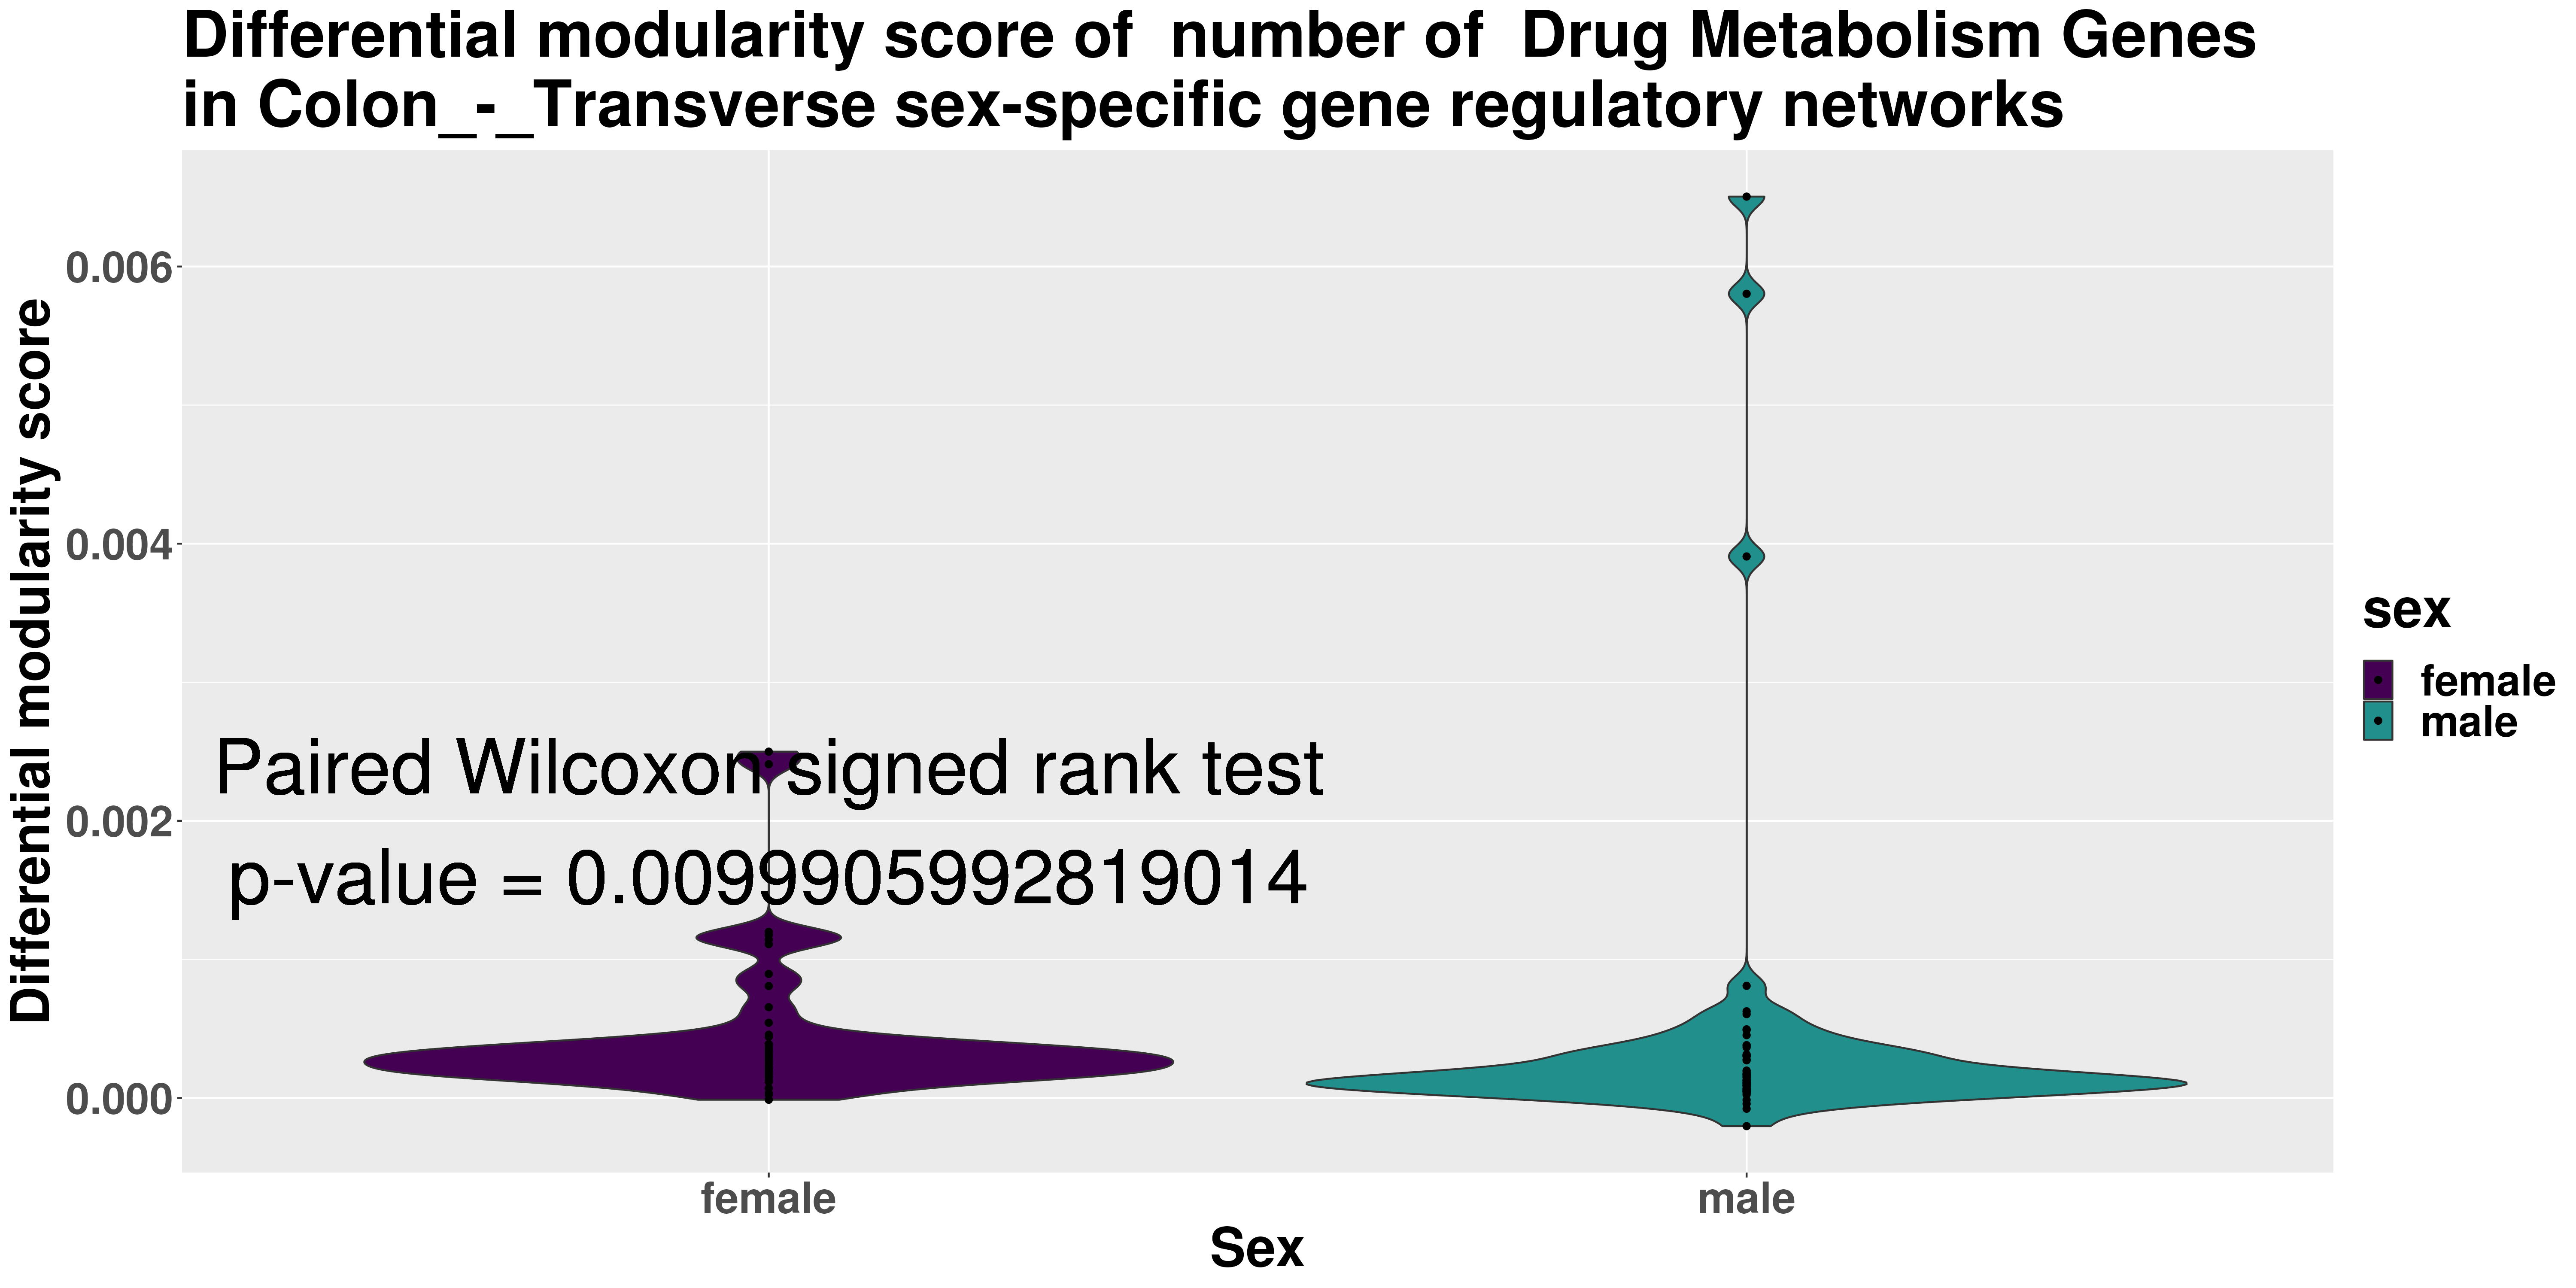 Differential modularity score of  number of  Drug Metabolism Genes
in Colon_-_Transverse sex-specific gene regulatory networks
Differential modularity score
0.006
0.004
0.002
0.000
Paired Wilcoxon signed rank test
p-value = 0.0099905992819014
female
male
Sex
sex
female
male